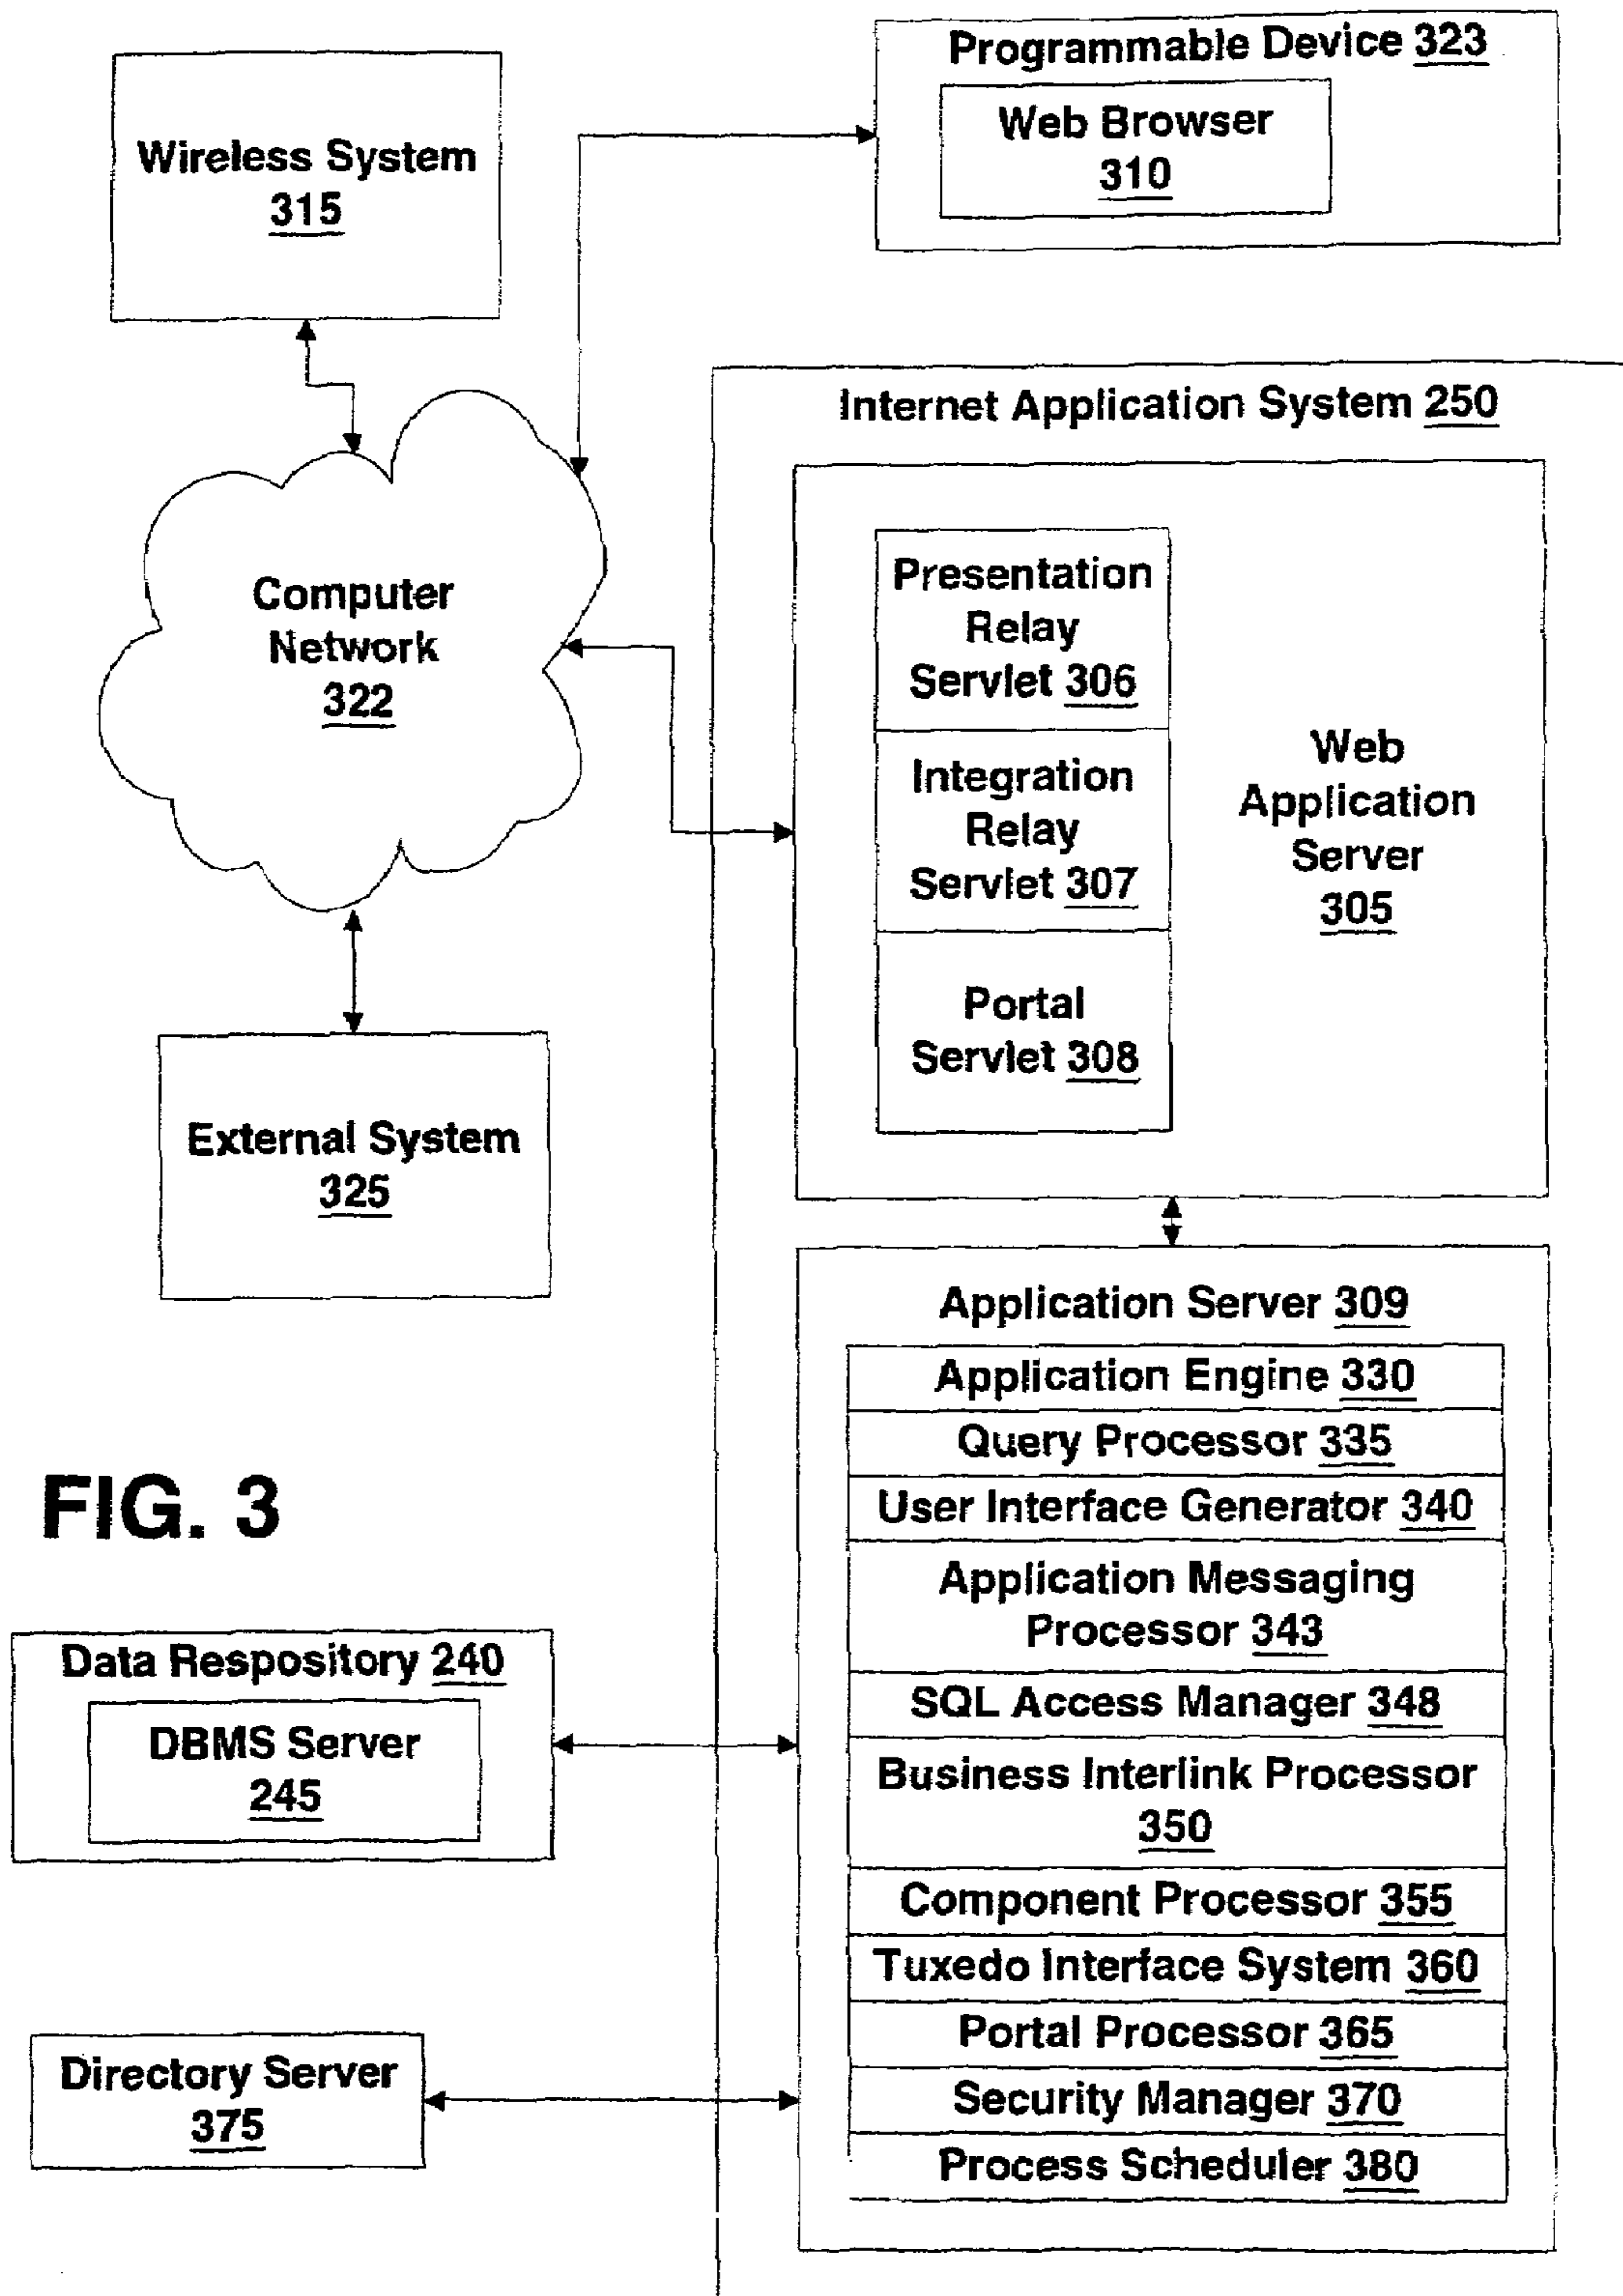 Programmable Device 323
Web Browser
310
Wireless System
315
Internet Application System 250
Computer
Network
322
Presentation
Relay
Servlet 306
Integration
Relay
Servlet 307
Portal
Servlet 308
Web
Application
Server
305
External System
325
Application Server 309
Application Engine 330
Query Processor 335
User Interface Generator 340
Application Messaging
Processor 343
SQL Access Manager 348
Business Interlink Processor
350
Component Processor 355
Tuxedo Interface System 360
Portal Processor 365
Security Manager 370
Process Scheduler 380
FIG. 3
Data Respository 240
DBMS Server
245
Directory Server
375